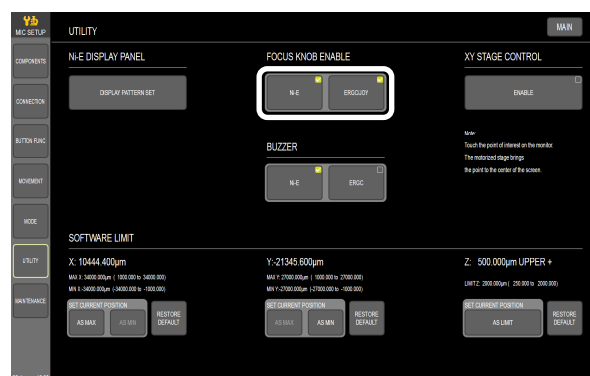 MIC SETUP
UTILITY
MAIN
COMPONENTS
CONNECTION
BUTTON FUNC.
MOVEMENT
MODE
UTILITY
MAINTENANCE
Ni-E DISPLAY PANEL
DISPLAY PATTERN SET
FOCUS KNOB ENABLE
Ni-E
ERGOJOY
XY STAGE CONTROL
ENABLE
Note:
Touch the point of interest on the monitor.
The motorized stage brings
the point to the center of the screen.
BUZZER
Ni-E
ERGO
SOFTWARE LIMIT
X: 10444.400µm
MAX X: 34000.000µm ( 1000.000 to 34000.000)
MIN X:-34000.000µm (-34000.000 to -1000.000)
SET CURRENT POSITION
AS MAX
AS MIN
RESTORE
DEFAULT
Y:-21345.600µm
MAX Y: 27000.000µm ( 1000.000 to 27000.000)
MIN Y:-27000.000µm (-27000.000 to -1000.000)
SET CURRENT POSITION
AS MAX
AS MIN
RESTORE
DEFAULT
Z: 500.000µm UPPER +
LIMIT Z: 2000.000µm ( 250.000 to 2000.000)
SET CURRENT POSITION
AS LIMIT
RESTORE
DEFAULT